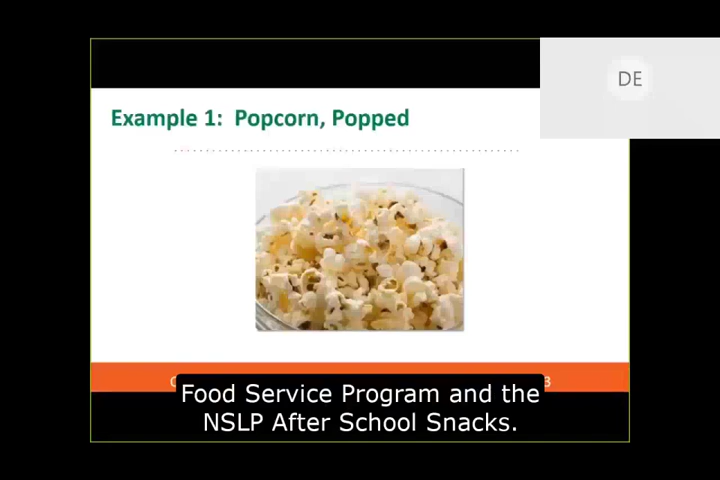 DE
Example 1: Popcorn, Popped
Food Service Program and the
NSLP After School Snacks.